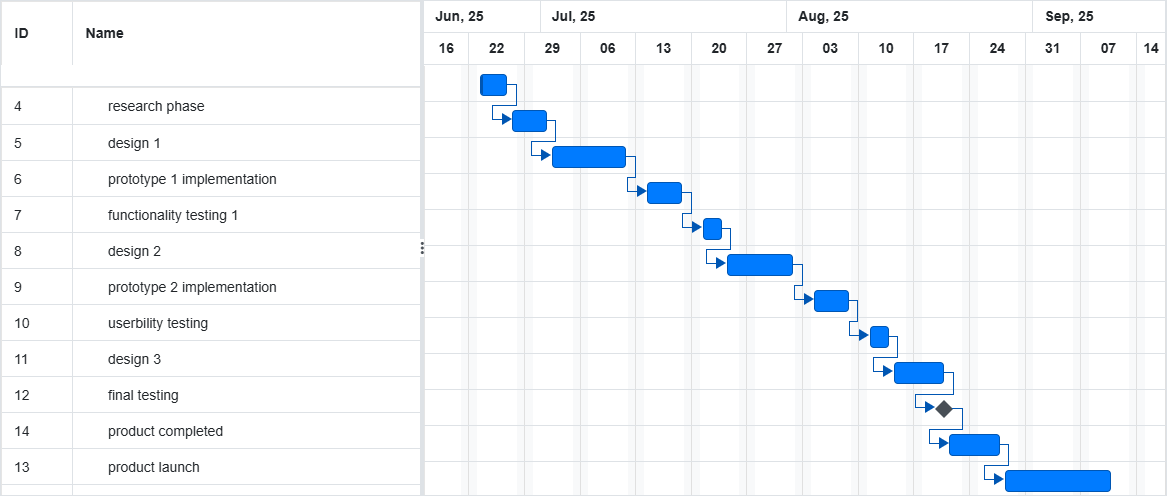 ID Name Jun, 25 Jul, 25 Aug, 25 Sep, 25
16 22 29 06 13 20 27 03 10 17 24 31 07 14
4 research phase
5 design 1
6 prototype 1 implementation
7 functionality testing 1
8 design 2
9 prototype 2 implementation
10 userbility testing
11 design 3
12 final testing
14 product completed
13 product launch